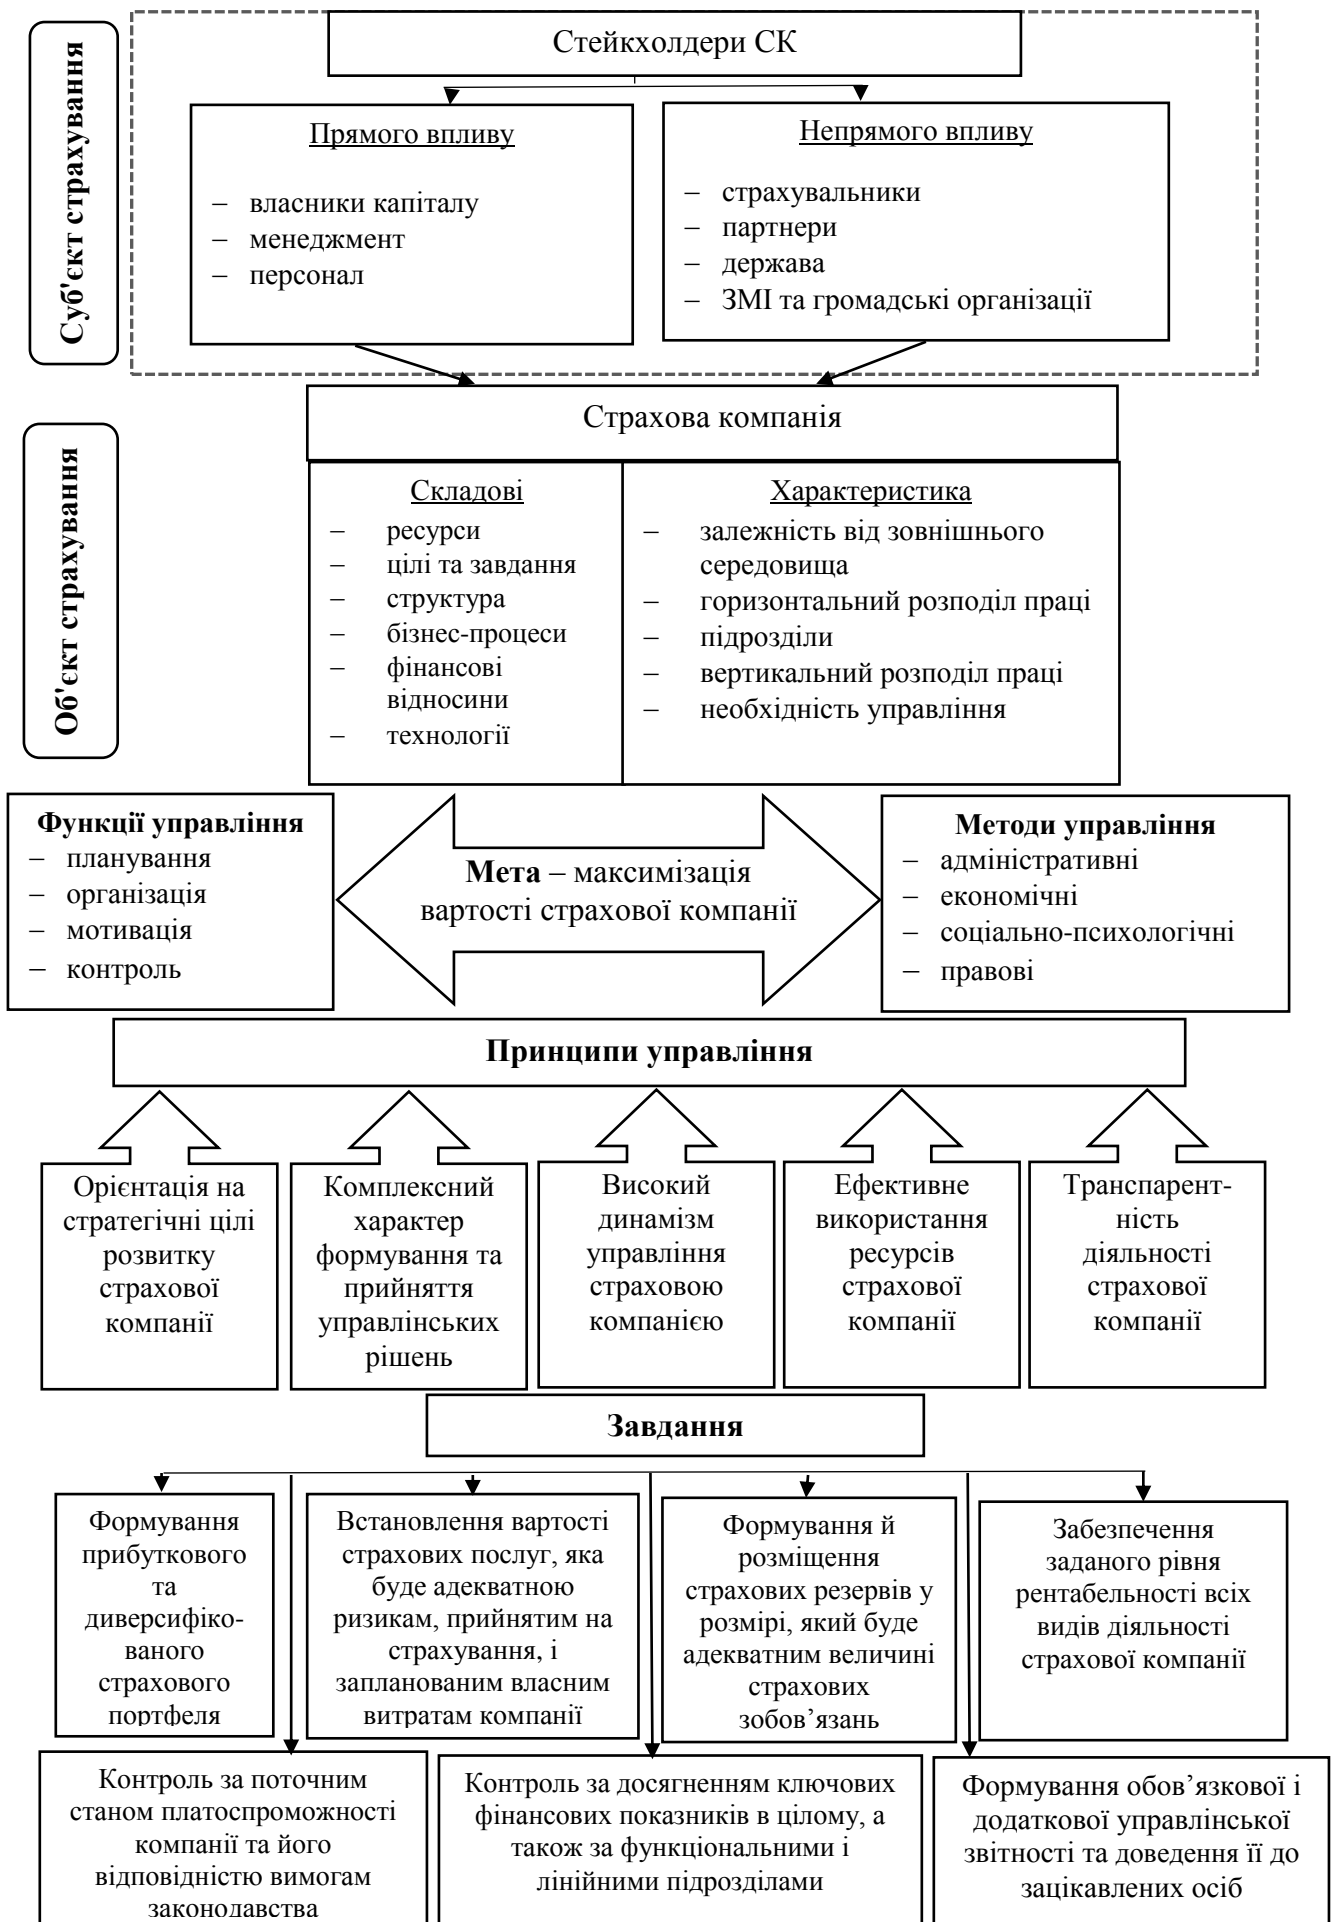 Суб'єкт страхування
Стейкхолдери СК
Прямого впливу
– власники капіталу
– менеджмент
– персонал
Непрямого впливу
– страхувальники
– партнери
– держава
– ЗМІ та громадські організації
Об'єкт страхування
Страхова компанія
Складові
– ресурси
– цілі та завдання
– структура
– бізнес-процеси
– фінансові
відносини
– технології
Характеристика
– залежність від зовнішнього
середовища
– горизонтальний розподіл праці
– підрозділи
– вертикальний розподіл праці
– необхідність управління
Функції управління
– планування
– організація
– мотивація
– контроль
Мета – максимізація
вартості страхової компанії
Методи управління
– адміністративні
– економічні
– соціально-психологічні
– правові
Принципи управління
Орієнтація на
стратегічні цілі
розвитку
страхової
компанії
Комплексний
характер
формування та
прийняття
управлінських
рішень
Високий
динамізм
управління
страховою
компанією
Ефективне
використання
ресурсів
страхової
компанії
Транспарент-
ність
діяльності
страхової
компанії
Завдання
Формування
прибуткового
та
диверсифіко-
ваного
страхового
портфеля
Встановлення вартості
страхових послуг, яка
буде адекватною
ризикам, прийнятим на
страхування, і
запланованим власним
витратам компанії
Формування й
розміщення
страхових резервів у
розмірі, який буде
адекватним величині
страхових
зобов’язань
Забезпечення
заданого рівня
рентабельності всіх
видів діяльності
страхової компанії
Контроль за поточним
станом платоспроможності
компанії та його
відповідністю вимогам
законодавства
Контроль за досягненням ключових
фінансових показників в цілому, а
також за функціональними і
лінійними підрозділами
Формування обов’язкової і
додаткової управлінської
звітності та доведення її до
зацікавлених осіб